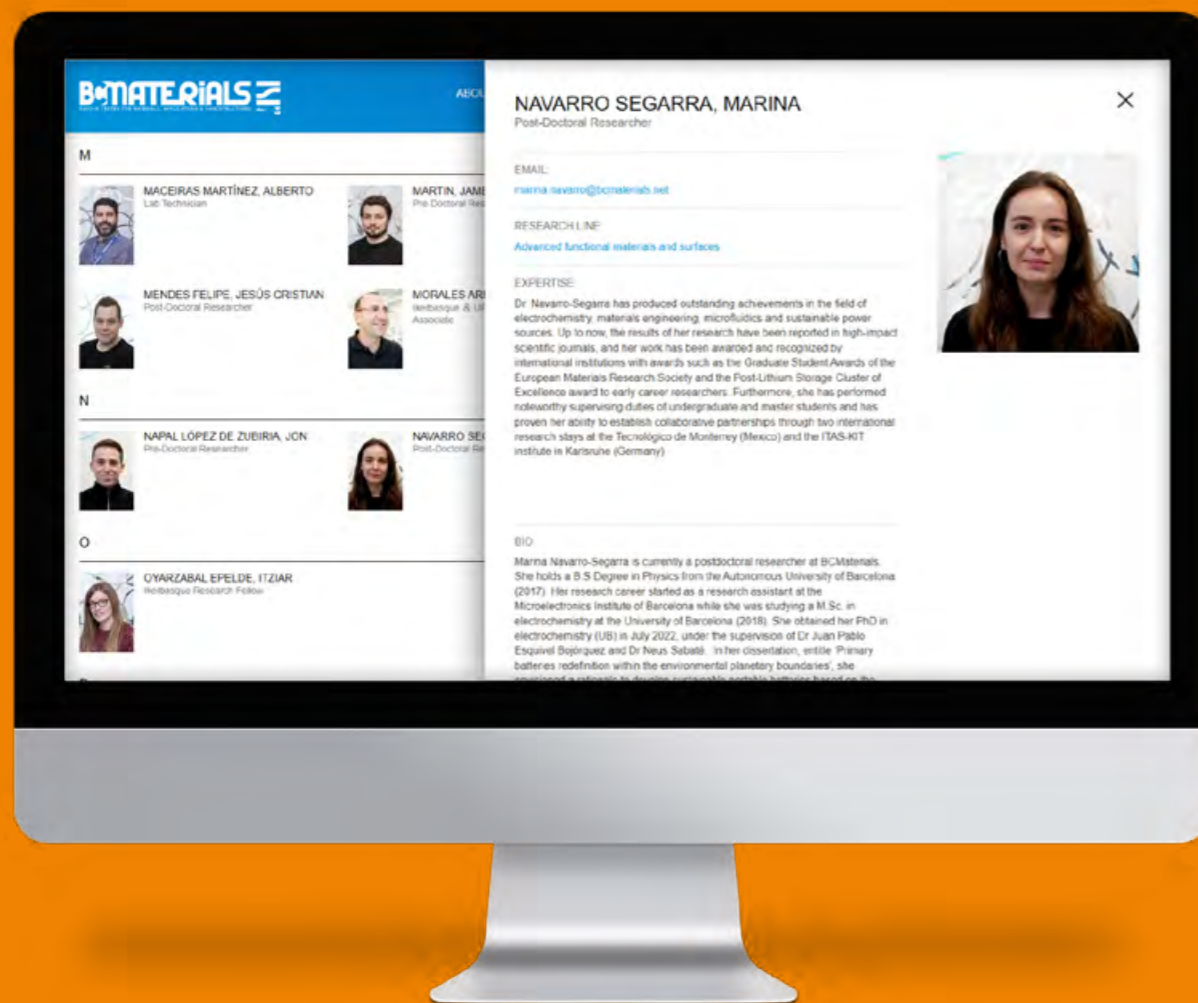 BCMATERIALS
ABOU
M
MACEIRAS MARTÍNEZ, ALBERTO
Lab Technician
MARTIN, JAME
Pre Doctoral Res
MENDES FELIPE, JESÚS CRISTIAN
Post-Doctoral Researcher
MORALES ARI
Ikerbasque & UP
Associate
N
NAPAL LÓPEZ DE ZUBIRIA, JON
Pre-Doctoral Researcher
NAVARRO SEG
Post-Doctoral Re
O
OYARZABAL EPELDE, ITZIAR
Ikerbasque Research Fellow
NAVARRO SEGARRA, MARINA
Post-Doctoral Researcher
EMAIL:
marina.navarro@bcmaterials.net
RESEARCH LINE
Advanced functional materials and surfaces
EXPERTISE
Dr. Navarro-Segarra has produced outstanding achievements in the field of
electrochemistry, materials engineering, microfluidics and sustainable power
sources. Up to now, the results of her research have been reported in high-impact
scientific journals, and her work has been awarded and recognized by
international institutions with awards such as the Graduate Student Awards of the
European Materials Research Society and the Post-Lithium Storage Cluster of
Excellence award to early career researchers. Furthermore, she has performed
noteworthy supervising duties of undergraduate and master students and has
proven her ability to establish collaborative partnerships through two international
research stays at the Tecnológico de Monterrey (Mexico) and the ITAS-KIT
institute in Karlsruhe (Germany)
BIO
Marina Navarro-Segarra is currently a postdoctoral researcher at BCMaterials.
She holds a B.S Degree in Physics from the Autonomous University of Barcelona
(2017). Her research career started as a research assistant at the
Microelectronics Institute of Barcelona while she was studying a M.Sc. in
electrochemistry at the University of Barcelona (2018). She obtained her PhD in
electrochemistry (UB) in July 2022, under the supervision of Dr Juan Pablo
Esquivel Bojórquez and Dr Neus Sabaté. In her dissertation, entitle 'Primary
batteries redefinition within the environmental planetary boundaries', she